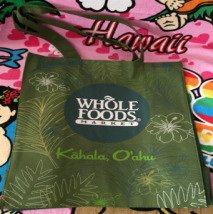 Hawaii
WHOLE
FOODS
MARKET
Kāhala, O'ahu